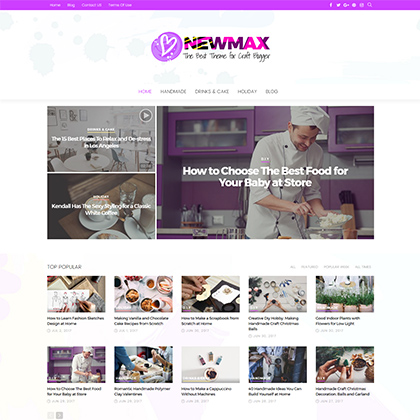 Home Blog Contact Us Terms Of Use
NEWMAX
The Best Theme for Craft Blogger
HOME HANDMADE DRINKS & CAKE HOLIDAY BLOG
DRINKS & CAKE
The 15 Best Places To Relax and De-stress
in Los Angeles
HOLIDAY
Kendall Has The Sexy Styling for a Classic
White Coffee
DIY
How to Choose The Best Food for
Your Baby at Store
TOP POPULAR
ALL FEATURED
How to Learn Fashion Sketches
Design at Home
Making Vanilla and Chocolate
Cake Recipes from Scratch
How to Make a Scrapbook from
Scratch at Home
Creative Diy Hobby. Making
Handmade Craft Christmas
Balls
Good Indoor Plants with
Flowers for Low Light
How to Choose The Best Food
for Your Baby at Store
Romantic Handmade Polymer
Clay Valentines
How to Make a Cappuccino
Without Machines
40 Handmade Ideas You Can
Build Yourself at Home
Handmade Craft Christmas
Decoration, Balls and Garland